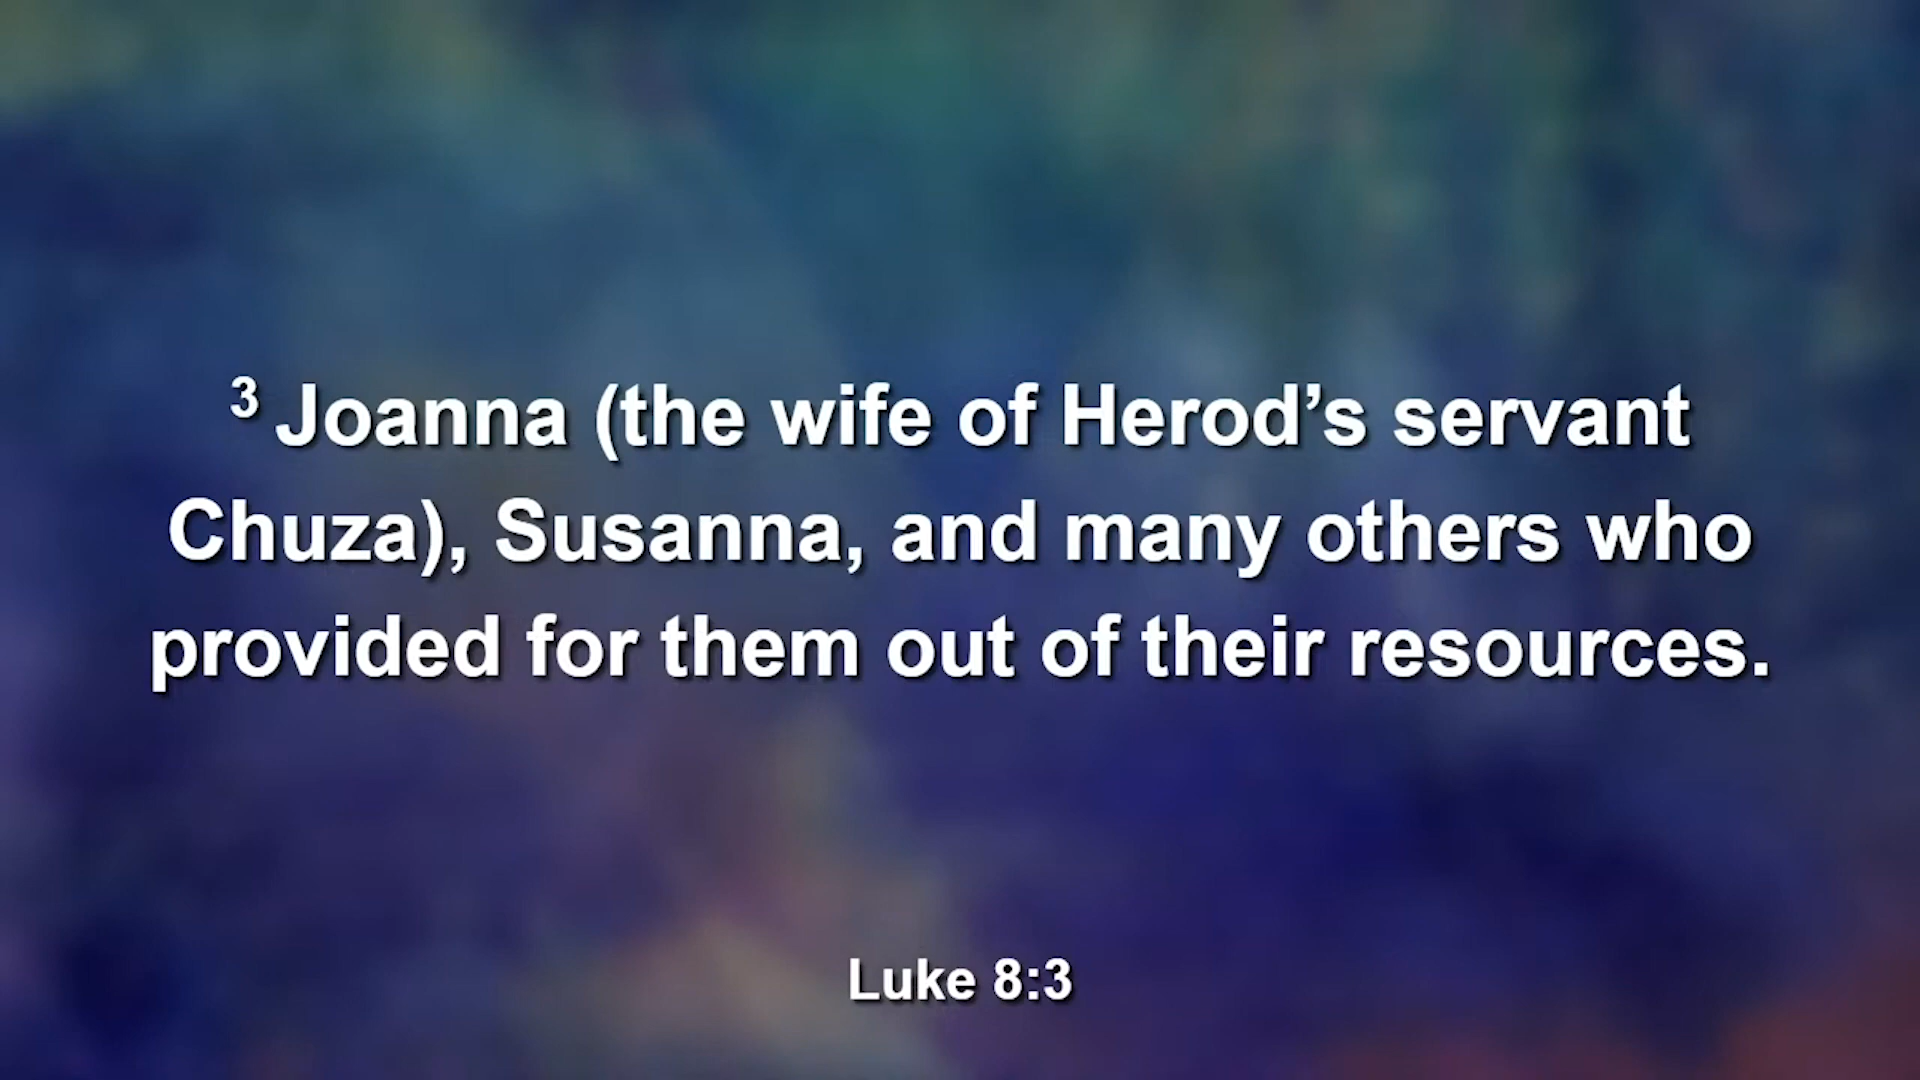 3 Joanna (the wife of Herod’s servant
Chuza), Susanna, and many others who
provided for them out of their resources.
Luke 8:3